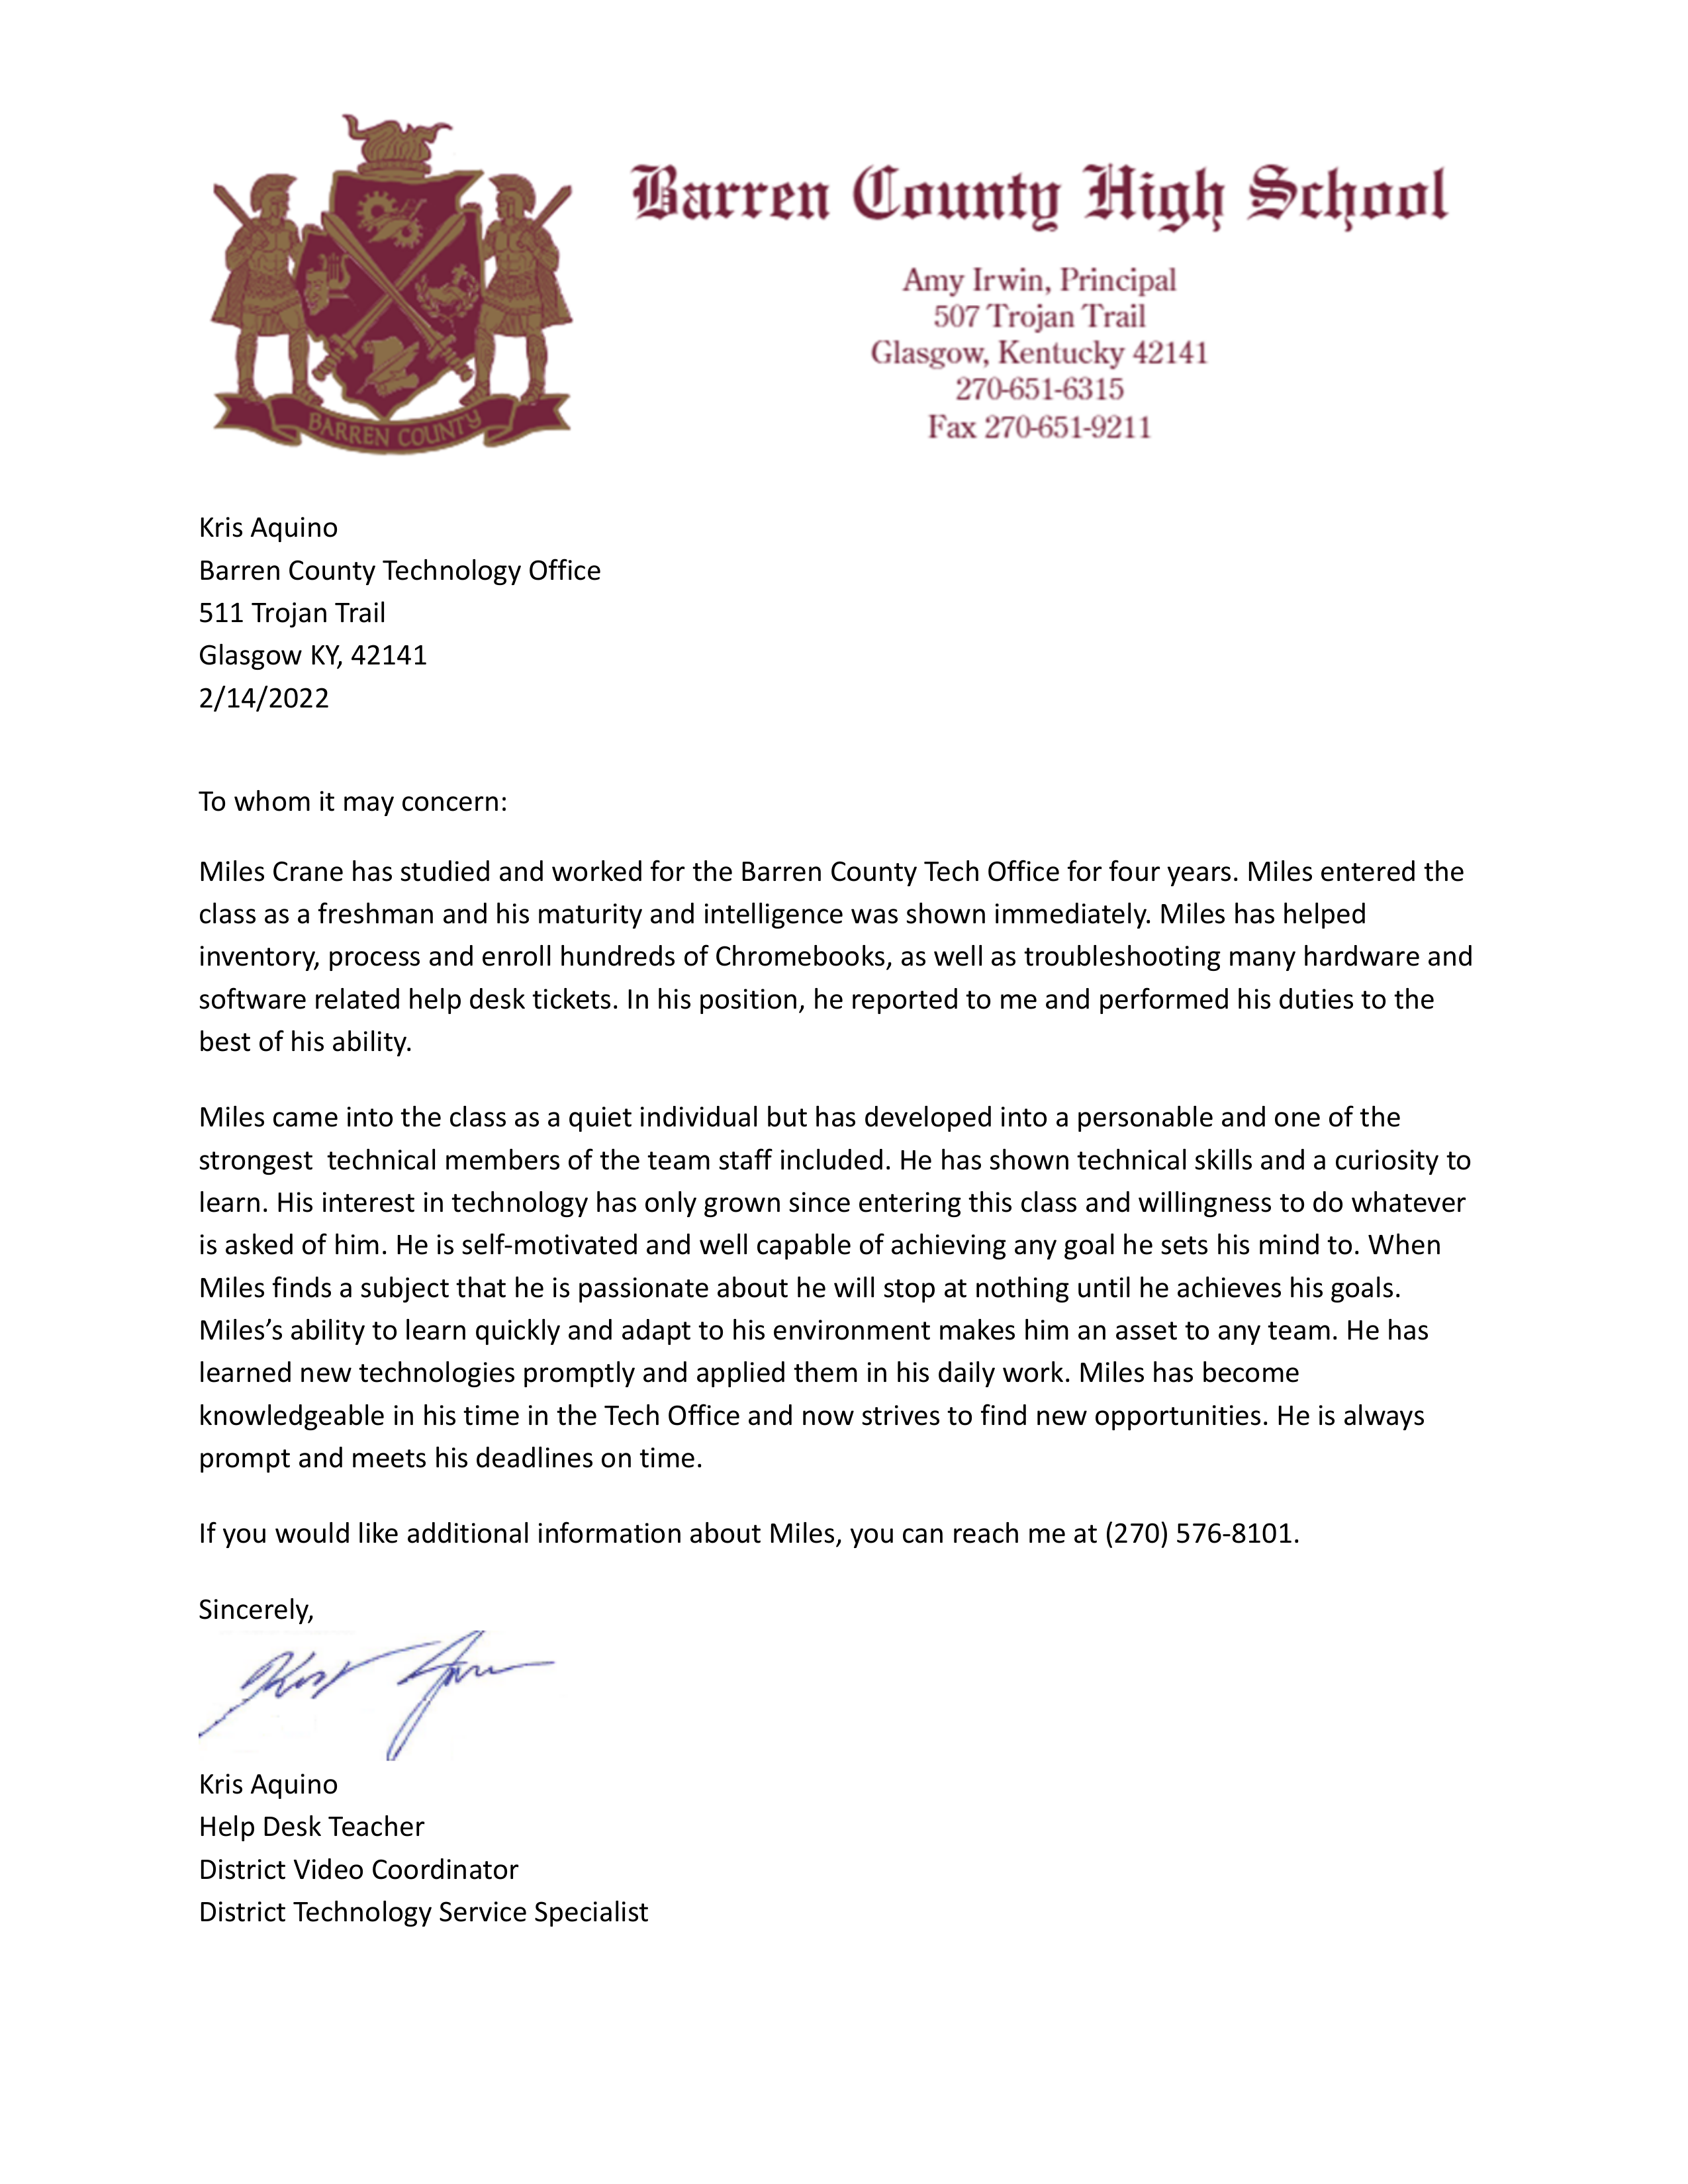 Barren County High School
Amy Irwin, Principal
507 Trojan Trail
Glasgow, Kentucky 42141
270-651-6315
Fax 270-651-9211
BARREN COUNTY
Kris Aquino
Barren County Technology Office
511 Trojan Trail
Glasgow KY, 42141
2/14/2022
To whom it may concern:
Miles Crane has studied and worked for the Barren County Tech Office for four years. Miles entered the
class as a freshman and his maturity and intelligence was shown immediately. Miles has helped
inventory, process and enroll hundreds of Chromebooks, as well as troubleshooting many hardware and
software related help desk tickets. In his position, he reported to me and performed his duties to the
best of his ability.
Miles came into the class as a quiet individual but has developed into a personable and one of the
strongest  technical members of the team staff included. He has shown technical skills and a curiosity to
learn. His interest in technology has only grown since entering this class and willingness to do whatever
is asked of him. He is self-motivated and well capable of achieving any goal he sets his mind to. When
Miles finds a subject that he is passionate about he will stop at nothing until he achieves his goals.
Miles’s ability to learn quickly and adapt to his environment makes him an asset to any team. He has
learned new technologies promptly and applied them in his daily work. Miles has become
knowledgeable in his time in the Tech Office and now strives to find new opportunities. He is always
prompt and meets his deadlines on time.
If you would like additional information about Miles, you can reach me at (270) 576-8101.
Sincerely,
Kris Aquino
Help Desk Teacher
District Video Coordinator
District Technology Service Specialist